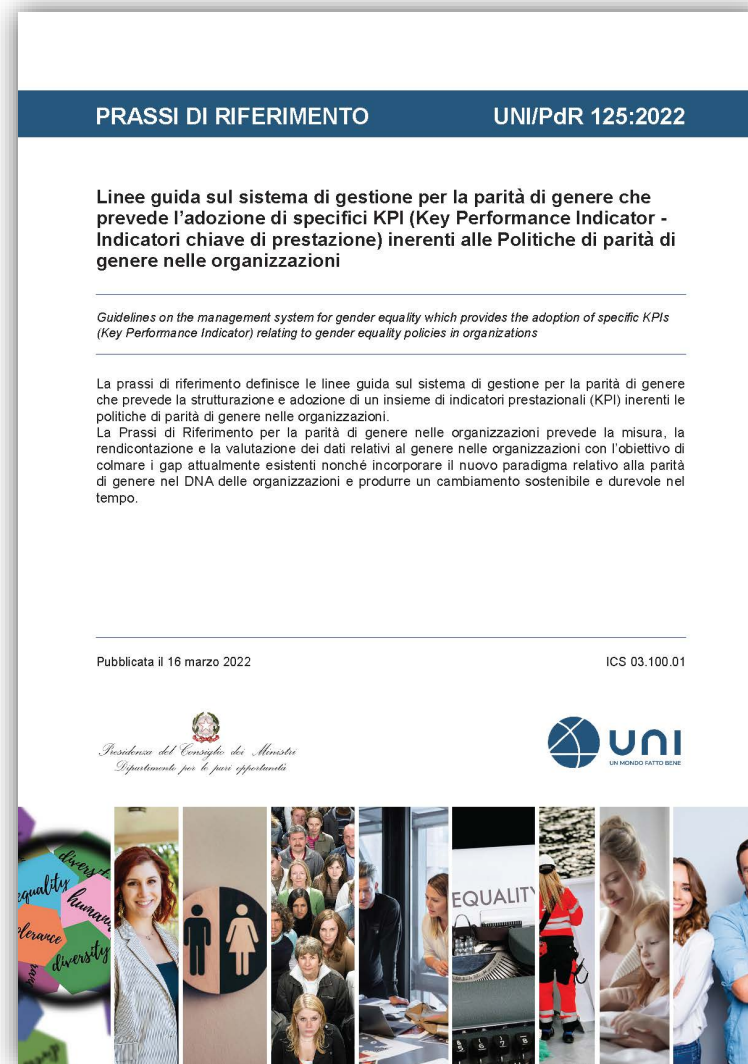 PRASSI DI RIFERIMENTO UNI/PdR 125:2022
Linee guida sul sistema di gestione per la parità di genere che
prevede l’adozione di specifici KPI (Key Performance Indicator -
Indicatori chiave di prestazione) inerenti alle Politiche di parità di
genere nelle organizzazioni
Guidelines on the management system for gender equality which provides the adoption of specific KPIs
(Key Performance Indicator) relating to gender equality policies in organizations
La prassi di riferimento definisce le linee guida sul sistema di gestione per la parità di genere
che prevede la strutturazione e adozione di un insieme di indicatori prestazionali (KPI) inerenti le
politiche di parità di genere nelle organizzazioni.
La Prassi di Riferimento per la parità di genere nelle organizzazioni prevede la misura, la
rendicontazione e la valutazione dei dati relativi al genere nelle organizzazioni con l’obiettivo di
colmare i gap attualmente esistenti nonché incorporare il nuovo paradigma relativo alla parità
di genere nel DNA delle organizzazioni e produrre un cambiamento sostenibile e durevole nel
tempo.
Pubblicata il 16 marzo 2022 ICS 03.100.01
Presidenza del Consiglio dei Ministri
Dipartimento per le pari opportunità
UNI
UN MONDO FATTO BENE
equality
humani
diversity
EQUALITY